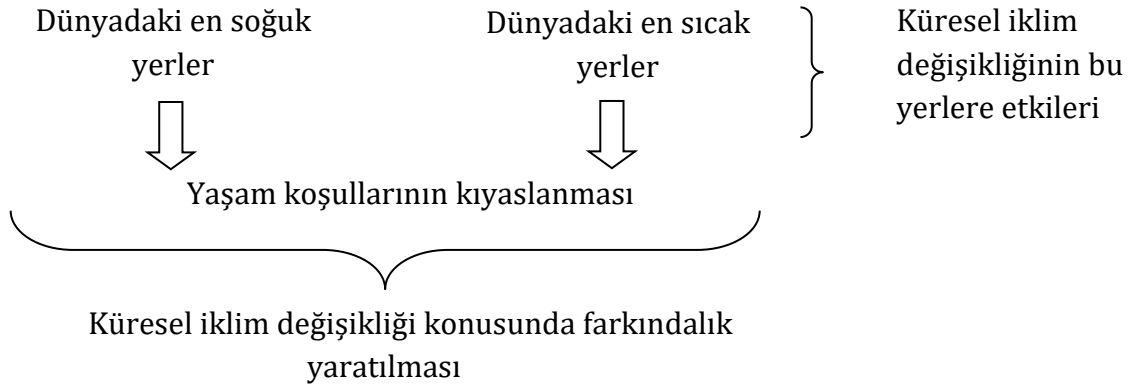 Dünyadaki en soğuk
yerler
Dünyadaki en sıcak
yerler
Küresel iklim
değişikliğinin bu
yerlere etkileri
Yaşam koşullarının kıyaslanması
Küresel iklim değişikliği konusunda farkındalık
yaratılması